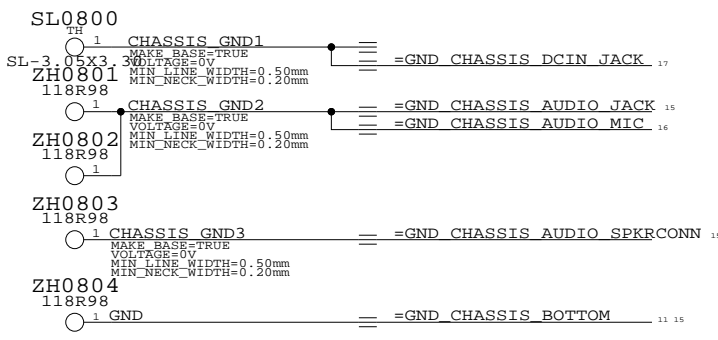 SL0800
TH
1 CHASSIS_GND1
MAKE_BASE=TRUE
SL-3.05X3.30
VOLTAGE=0V
=GND_CHASSIS_DCIN_JACK 17
MIN_LINE_WIDTH=0.50mm
MIN_NECK_WIDTH=0.20mm
ZH0801
118R98
1 CHASSIS_GND2 =GND_CHASSIS_AUDIO_JACK 15
MAKE_BASE=TRUE
VOLTAGE=0V =GND_CHASSIS_AUDIO_MIC 16
MIN_LINE_WIDTH=0.50mm
MIN_NECK_WIDTH=0.20mm
ZH0802
118R98
1
ZH0803
118R98
1 CHASSIS_GND3 =GND_CHASSIS_AUDIO_SPKRCONN
MAKE_BASE=TRUE
VOLTAGE=0V
MIN_LINE_WIDTH=0.50mm
MIN_NECK_WIDTH=0.20mm
ZH0804
118R98
1 GND =GND_CHASSIS_BOTTOM 11 15